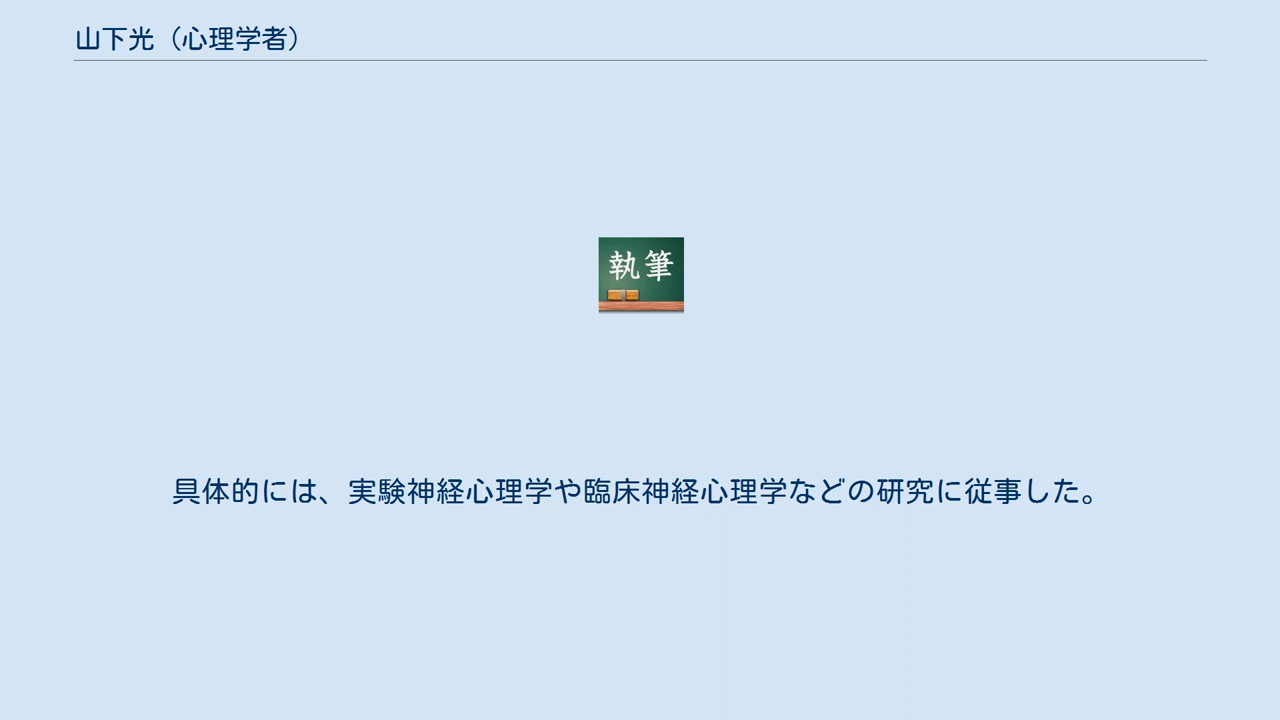 山下光（心理学者）
執筆
具体的には、実験神経心理学や臨床神経心理学などの研究に従事した。